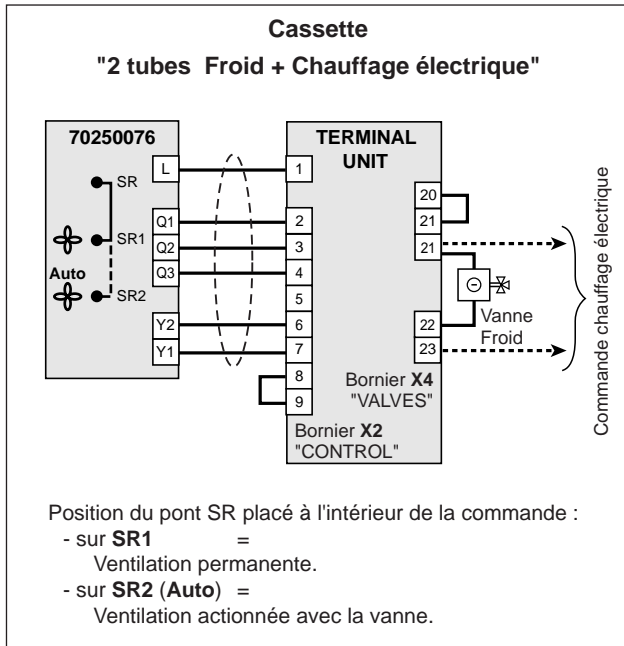 Cassette
"2 tubes Froid + Chauffage électrique"
70250076
TERMINAL
UNIT
L
1
SR
20
21
Q1
2
SR1
Q2
3
21
Auto
Q3
4
SR2
5
Y2
6
22
Vanne
Froid
Y1
7
23
8
9
Bornier X4
"VALVES"
Bornier X2
"CONTROL"
Commande chauffage électrique
Position du pont SR placé à l'intérieur de la commande :
- sur SR1 =
Ventilation permanente.
- sur SR2 (Auto) =
Ventilation actionnée avec la vanne.